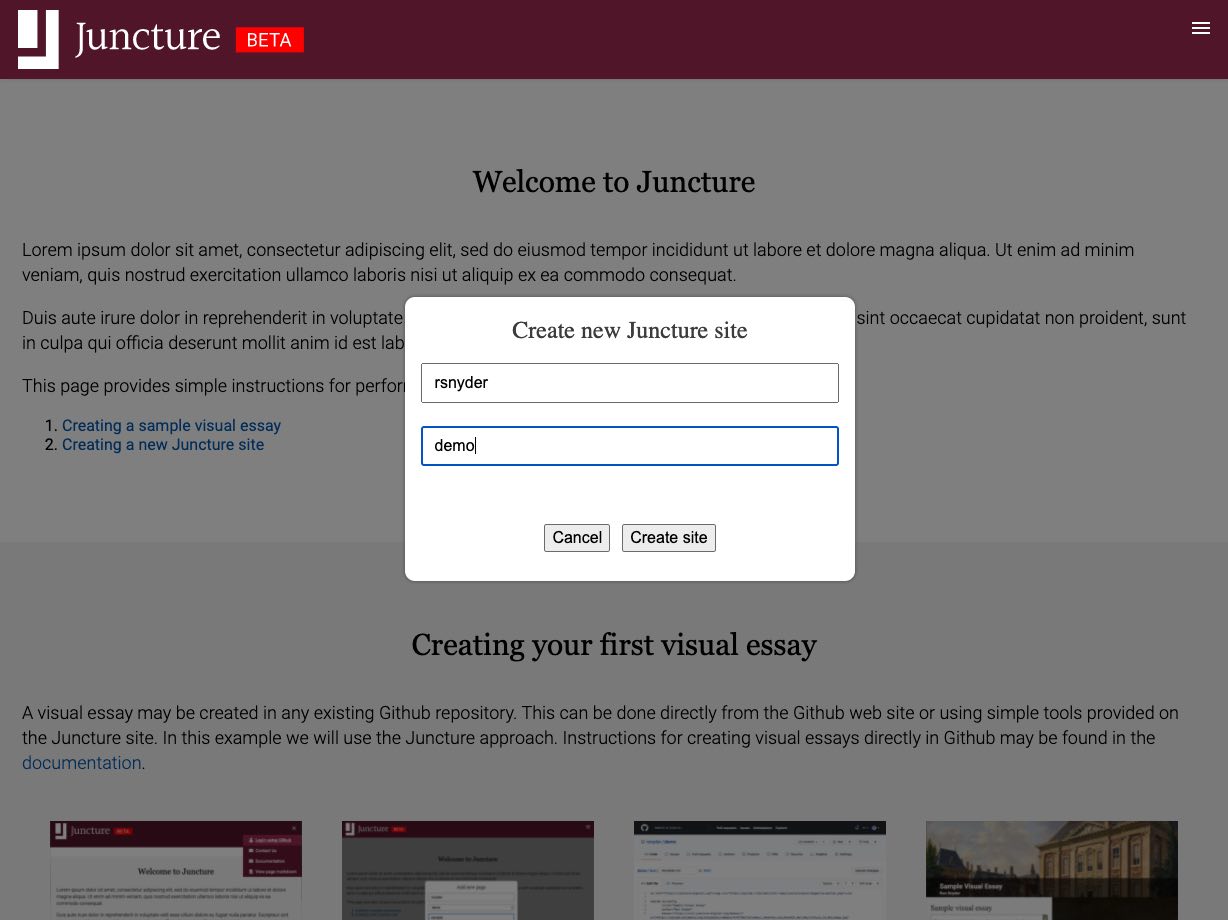 Juncture BETA
Welcome to Juncture
Lorem ipsum dolor sit amet, consectetur adipiscing elit, sed do eiusmod tempor incididunt ut labore et dolore magna aliqua. Ut enim ad minim
veniam, quis nostrud exercitation ullamco laboris nisi ut aliquip ex ea commodo consequat.
Duis aute irure dolor in reprehenderit in voluptate sint occaecat cupidatat non proident, sunt
in culpa qui officia deserunt mollit anim id est lab
This page provides simple instructions for perfor
1. Creating a sample visual essay
2. Creating a new Juncture site
Create new Juncture site
rsnyder
demo
Cancel Create site
Creating your first visual essay
A visual essay may be created in any existing Github repository. This can be done directly from the Github web site or using simple tools provided on
the Juncture site. In this example we will use the Juncture approach. Instructions for creating visual essays directly in Github may be found in the
documentation.
Juncture BETA
Login using Github
Contact Us
Documentation
View page markdown
Welcome to Juncture
Juncture BETA
Welcome to Juncture
Add new page
Sample Visual Essay
Ron Snyder
Sample Visual Essay